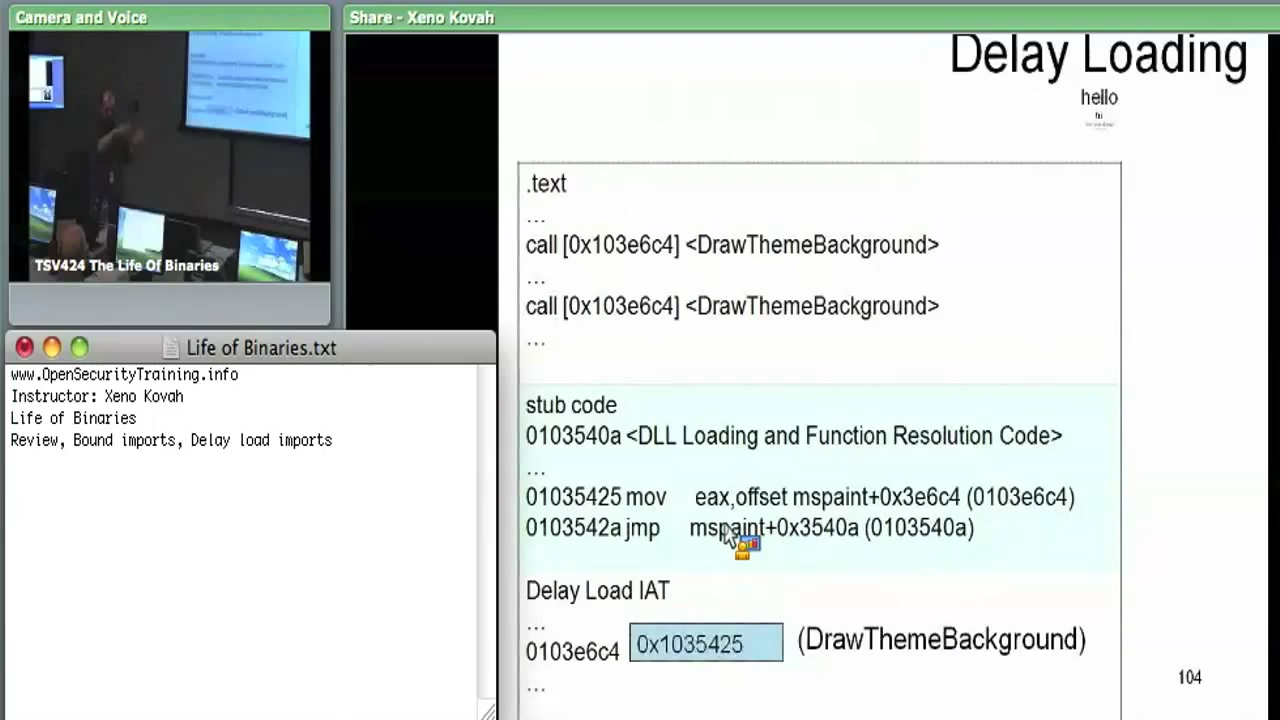 Camera and Voice
TSV424 The Life Of Binaries
Life of Binaries.txt
www.OpenSecurityTraining.info
Instructor: Xeno Kovah
Life of Binaries
Review, Bound imports, Delay load imports
Share - Xeno Kovah
Delay Loading
hello
hi
.text
...
call [0x103e6c4] <DrawThemeBackground>
...
call [0x103e6c4] <DrawThemeBackground>
...
stub code
0103540a <DLL Loading and Function Resolution Code>
...
01035425 mov eax,offset mspaint+0x3e6c4 (0103e6c4)
0103542a jmp mspaint+0x3540a (0103540a)
Delay Load IAT
...
0103e6c4 0x1035425 (DrawThemeBackground)
...
104